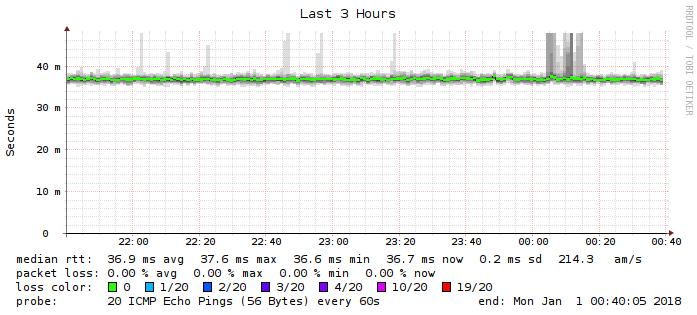 Last 3 Hours
RRDTOOL / TOBI OETIKER
Seconds
40 m
30 m
20 m
10 m
0
22:00 22:20 22:40 23:00 23:20 23:40 00:00 00:20 00:40
median rtt: 36.9 ms avg 37.6 ms max 36.6 ms min 36.7 ms now 0.2 ms sd 214.3 am/s
packet loss: 0.00 % avg 0.00 % max 0.00 % min 0.00 % now
loss color: 0 1/20 2/20 3/20 4/20 10/20 19/20
probe: 20 ICMP Echo Pings (56 Bytes) every 60s end: Mon Jan 1 00:40:05 2018